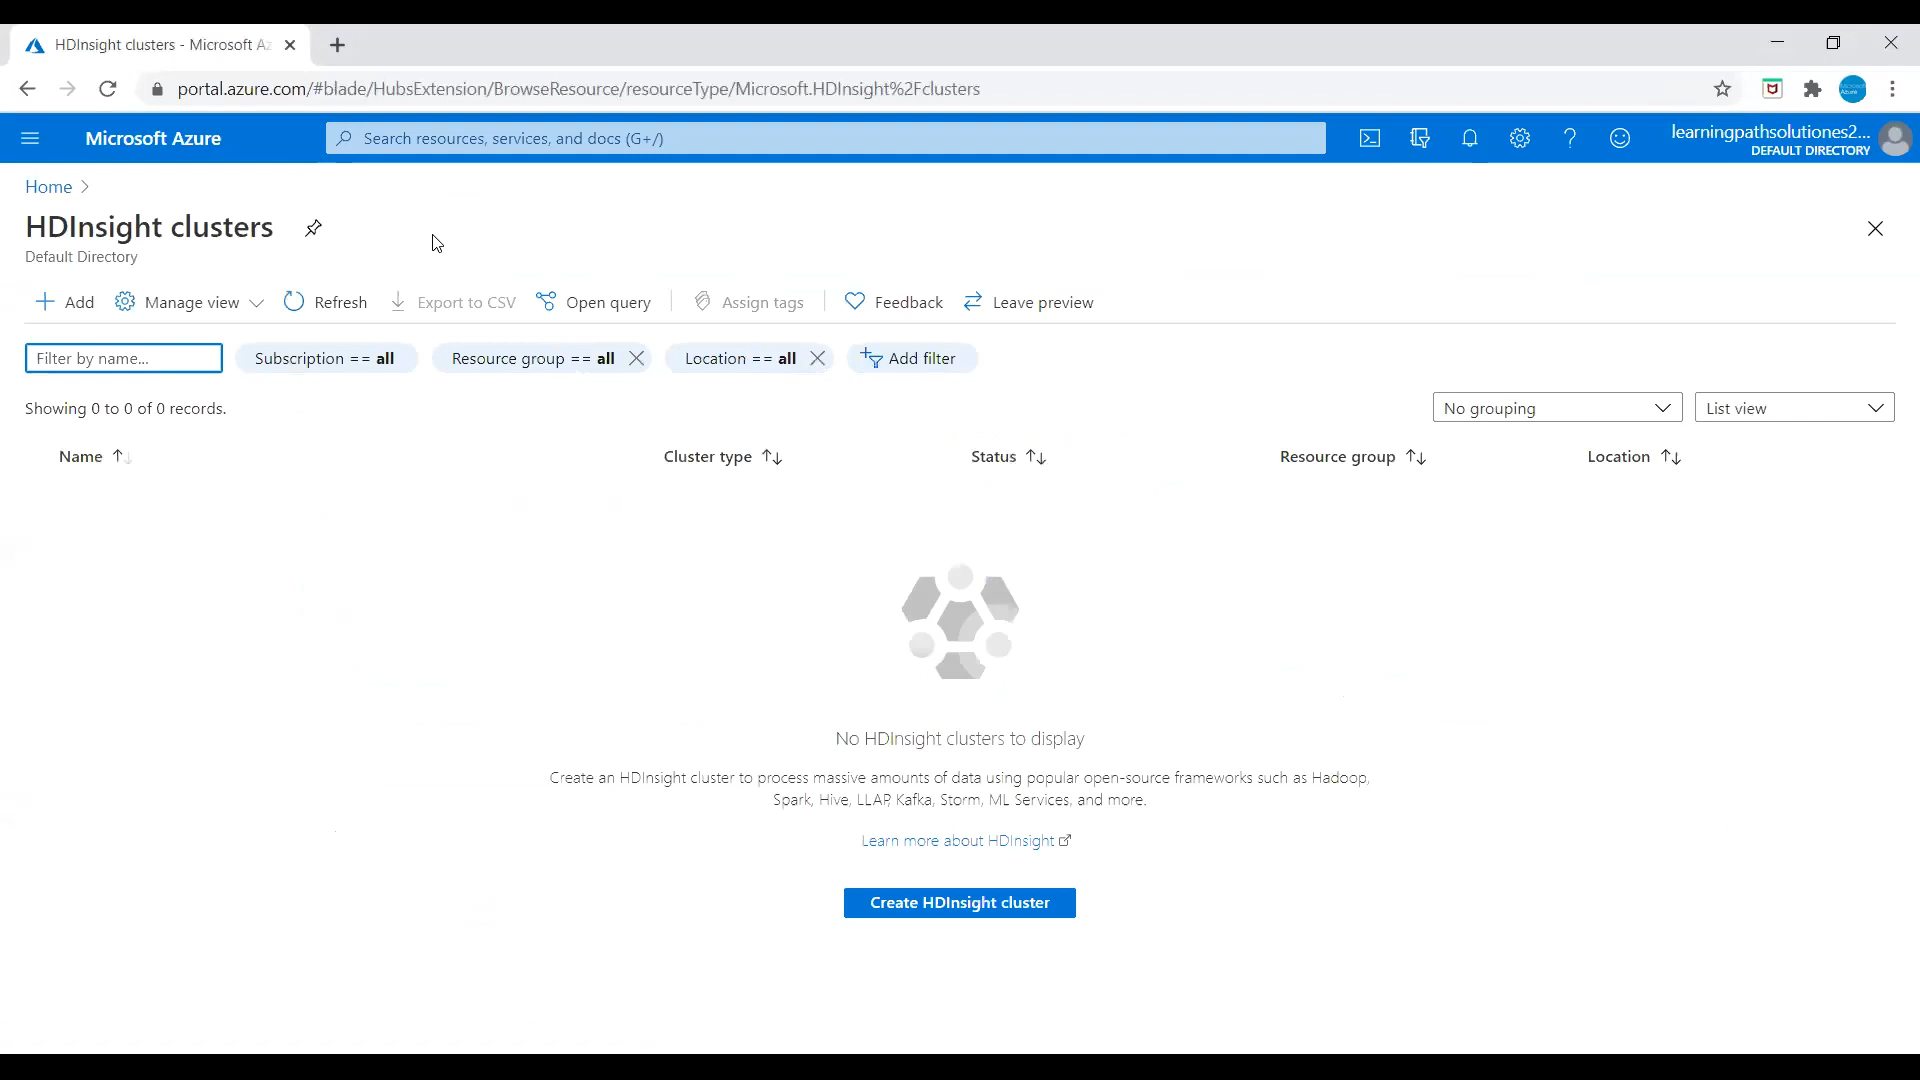 HDInsight clusters - Microsoft Az
portal.azure.com/#blade/HubsExtension/BrowseResource/resourceType/Microsoft.HDInsight%2Fclusters
Microsoft Azure
Search resources, services, and docs (G+/)
learningpathsolutiones2...
DEFAULT DIRECTORY
Home
HDInsight clusters
Default Directory
Add Manage view Refresh Export to CSV Open query Assign tags Feedback Leave preview
Filter by name... Subscription == all Resource group == all Location == all Add filter
Showing 0 to 0 of 0 records. No grouping List view
Name Cluster type Status Resource group Location
No HDInsight clusters to display
Create an HDInsight cluster to process massive amounts of data using popular open-source frameworks such as Hadoop,
Spark, Hive, LLAP, Kafka, Storm, ML Services, and more.
Learn more about HDInsight
Create HDInsight cluster